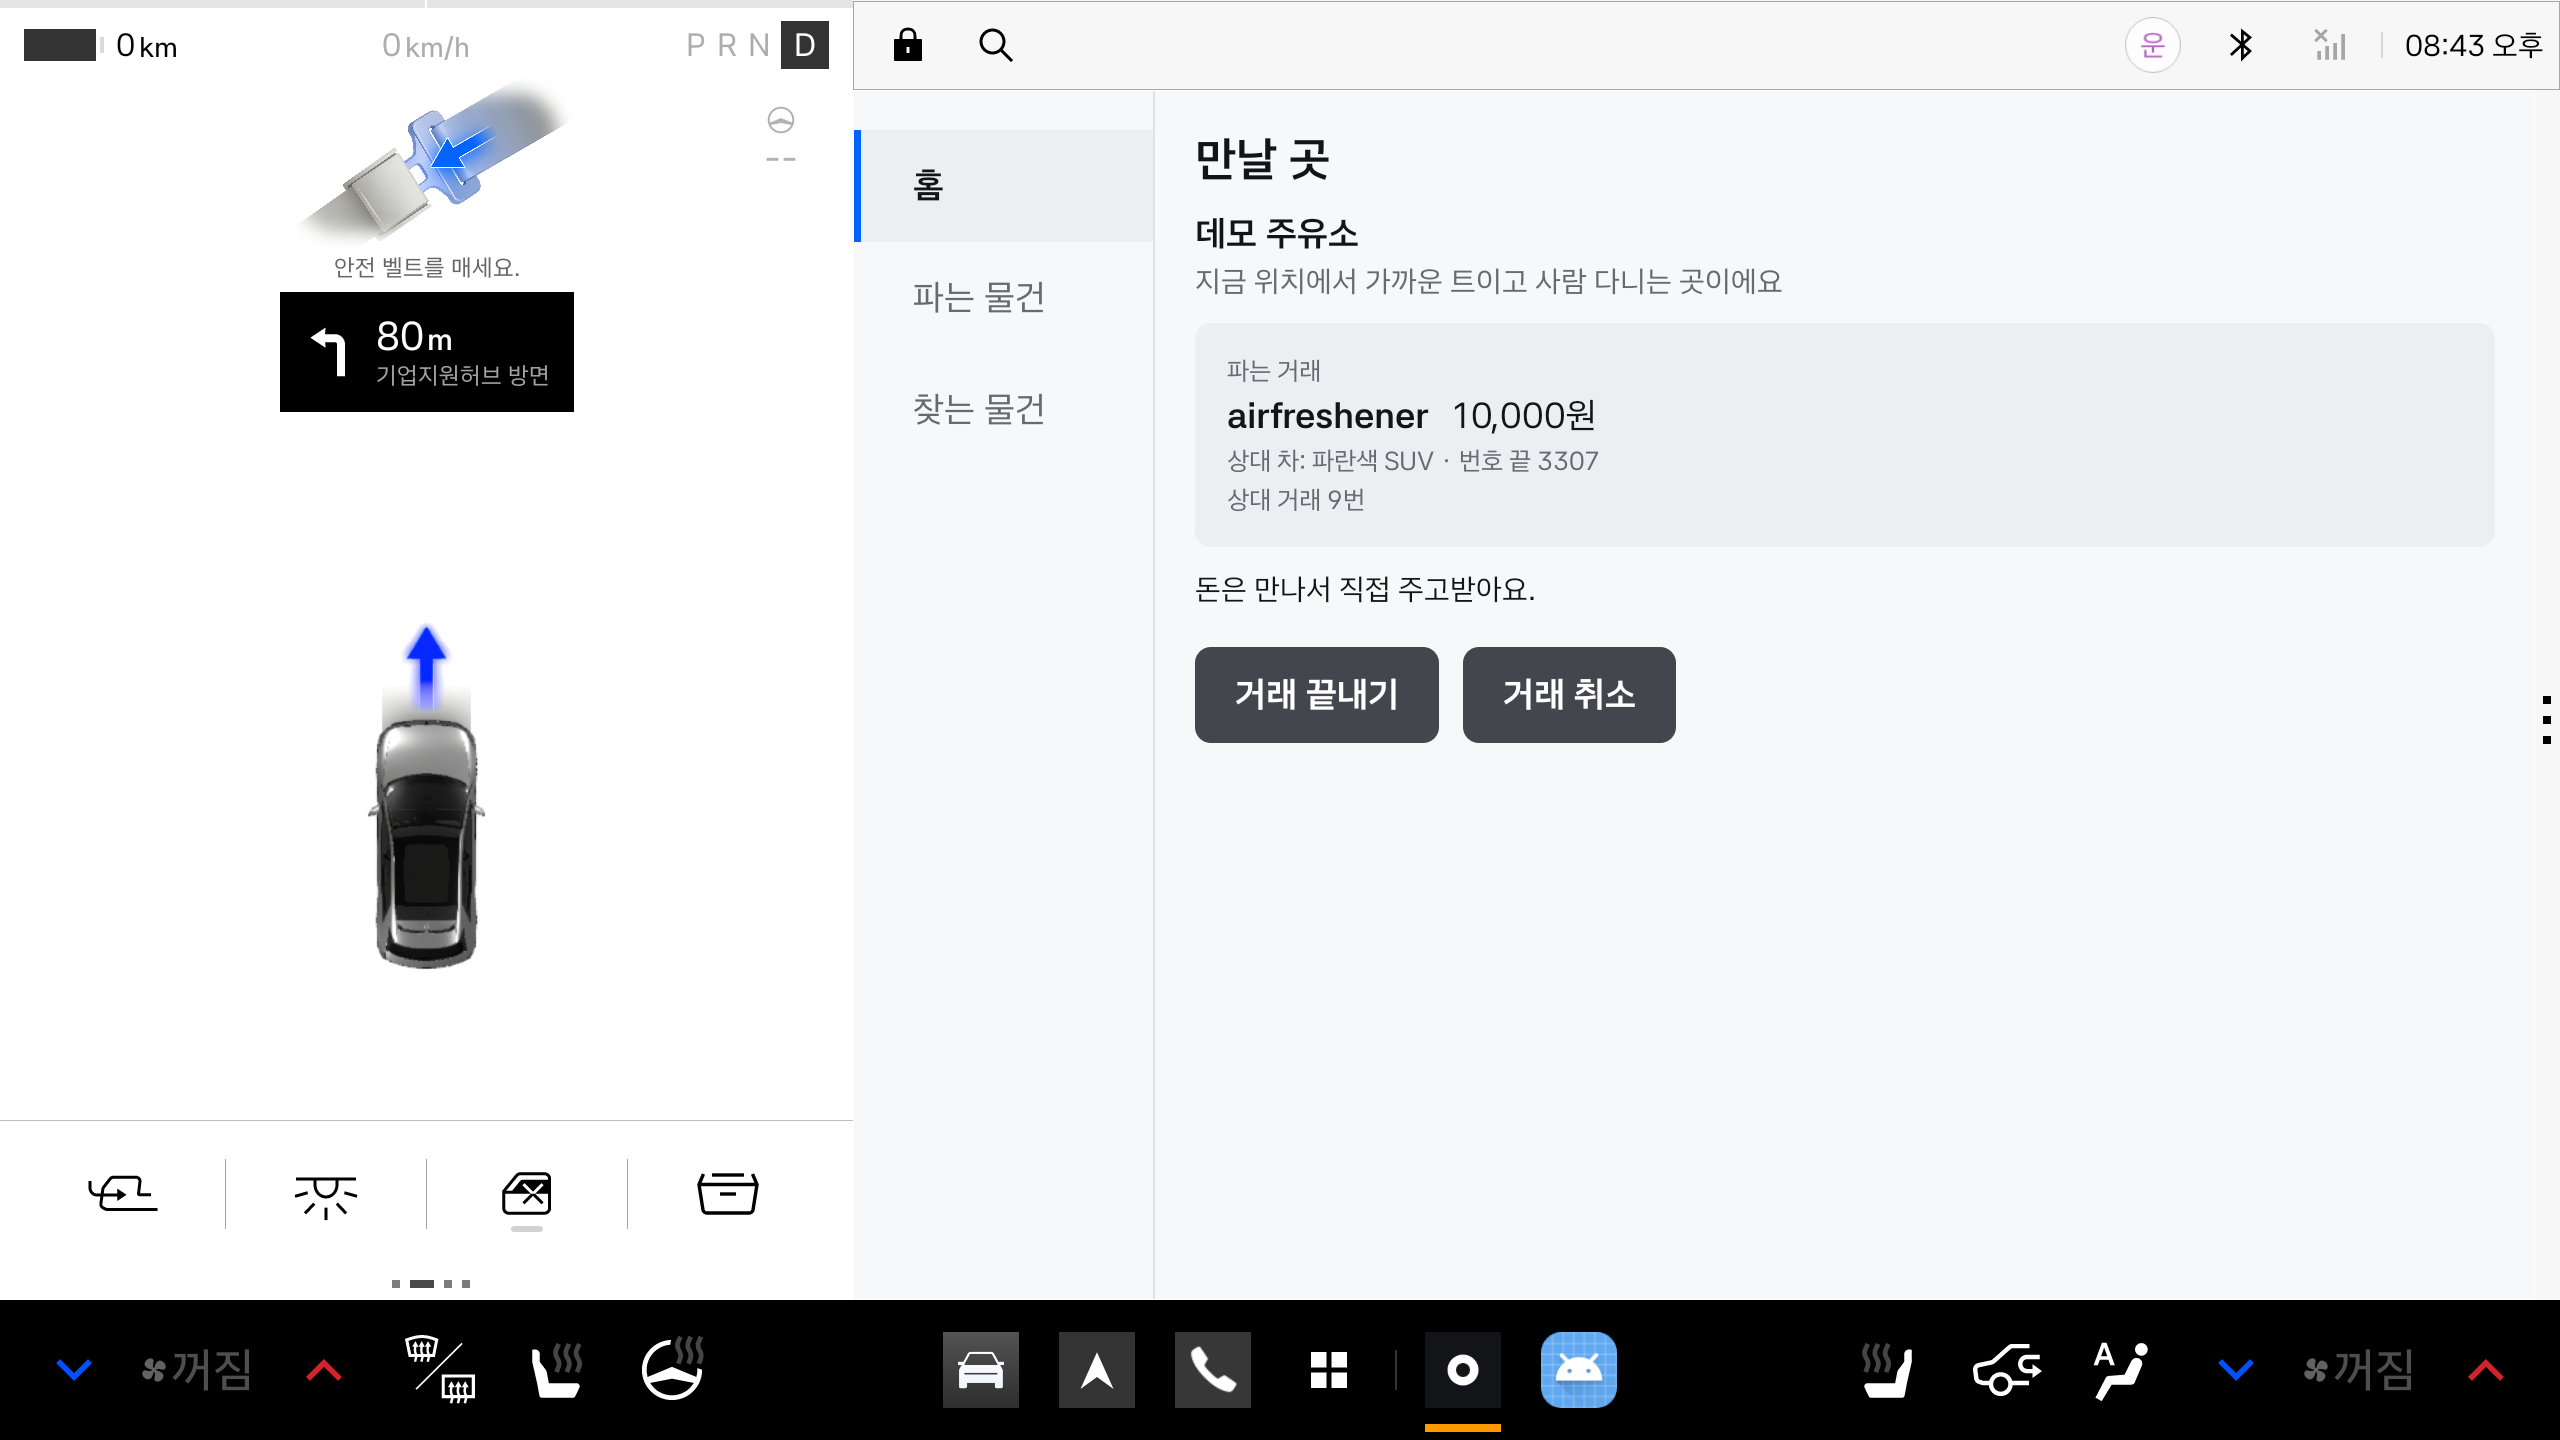 0 km
0 km/h
P R N D
안전 벨트를 매세요.
80 m
기업지원허브 방면
운
08:43 오후
홈
파는 물건
찾는 물건
만날 곳
데모 주유소
지금 위치에서 가까운 트이고 사람 다니는 곳이에요
파는 거래
airfreshener 10,000원
상대 차: 파란색 SUV · 번호 끝 3307
상대 거래 9번
돈은 만나서 직접 주고받아요.
거래 끝내기
거래 취소
꺼짐
A
꺼짐